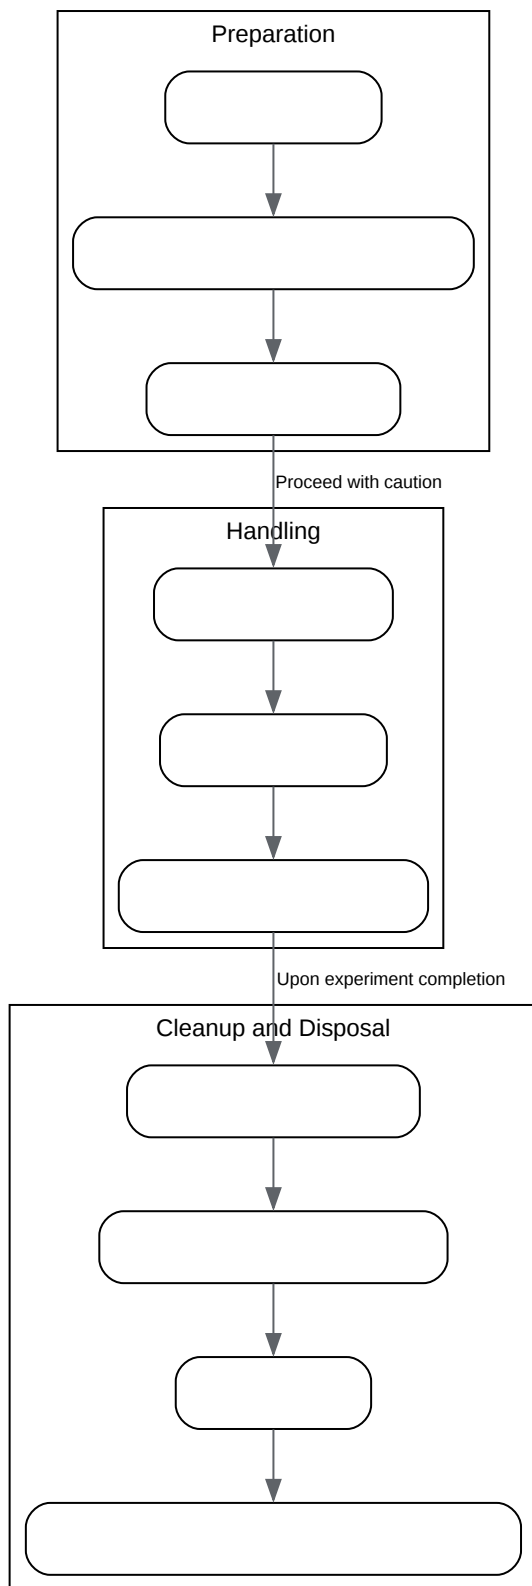 Preparation
Proceed with caution
Handling
Upon experiment completion
Cleanup and Disposal